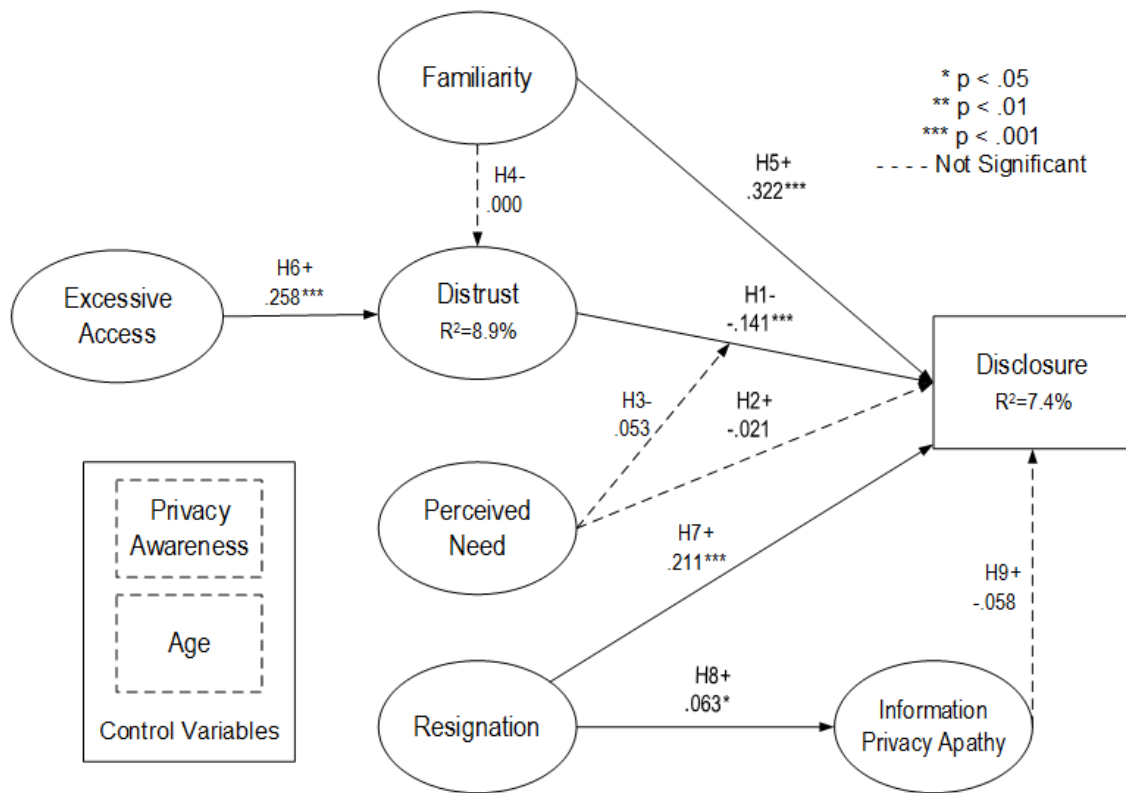 Familiarity
* p < .05
** p < .01
*** p < .001
- - - - Not Significant
H5+
.322***
H4-
.000
H6+
.258***
Excessive
Access
Distrust
R²=8.9%
H1-
-.141***
Disclosure
R²=7.4%
H3-
.053
H2+
-.021
Privacy
Awareness
Age
Control Variables
Perceived
Need
H7+
.211***
H9+
-.058
Resignation
H8+
.063*
Information
Privacy Apathy